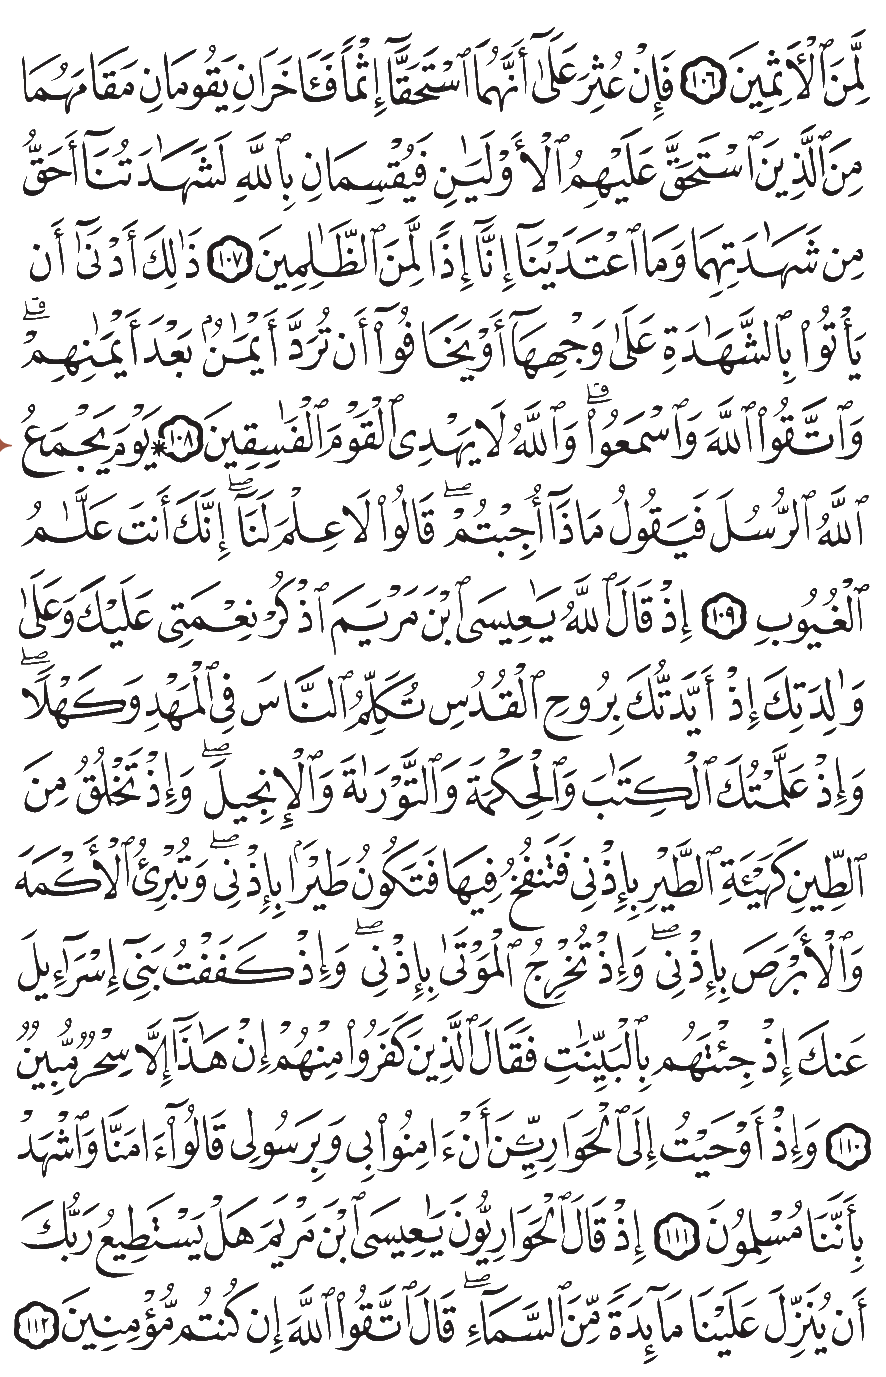 لَّمِنَ ٱلْأٓثِمِينَ ١٠٦ فَإِنْ عُثِرَ عَلَىٰٓ أَنَّهُمَا ٱسْتَحَقَّآ إِثْمًا فَـَٔاخَرَانِ يَقُومَانِ مَقَامَهُمَا
مِنَ ٱلَّذِينَ ٱسْتَحَقَّ عَلَيْهِمُ ٱلْأَوْلَيَـٰنِ فَيُقْسِمَانِ بِٱللَّهِ لَشَهَـٰدَتُنَآ أَحَقُّ
مِن شَهَـٰدَتِهِمَا وَمَا ٱعْتَدَيْنَآ إِنَّآ إِذًا لَّمِنَ ٱلظَّـٰلِمِينَ ١٠٧ ذَٰلِكَ أَدْنَىٰٓ أَن
يَأْتُوا۟ بِٱلشَّهَـٰدَةِ عَلَىٰ وَجْهِهَآ أَوْ يَخَافُوٓا۟ أَن تُرَدَّ أَيْمَـٰنٌۢ بَعْدَ أَيْمَـٰنِهِمْ ۗ
وَٱتَّقُوا۟ ٱللَّهَ وَٱسْمَعُوا۟ ۗ وَٱللَّهُ لَا يَهْدِى ٱلْقَوْمَ ٱلْفَـٰسِقِينَ ١٠٨ * يَوْمَ يَجْمَعُ
ٱللَّهُ ٱلرُّسُلَ فَيَقُولُ مَاذَآ أُجِبْتُمْ ۖ قَالُوا۟ لَا عِلْمَ لَنَآ ۖ إِنَّكَ أَنتَ عَلَّـٰمُ
ٱلْغُيُوبِ ١٠٩ إِذْ قَالَ ٱللَّهُ يَـٰعِيسَى ٱبْنَ مَرْيَمَ ٱذْكُرْ نِعْمَتِى عَلَيْكَ وَعَلَىٰ
وَٰلِدَتِكَ إِذْ أَيَّدتُّكَ بِرُوحِ ٱلْقُدُسِ تُكَلِّمُ ٱلنَّاسَ فِى ٱلْمَهْدِ وَكَهْلًا ۖ
وَإِذْ عَلَّمْتُكَ ٱلْكِتَـٰبَ وَٱلْحِكْمَةَ وَٱلتَّوْرَىٰةَ وَٱلْإِنجِيلَ ۖ وَإِذْ تَخْلُقُ مِنَ
ٱلطِّينِ كَهَيْـَٔةِ ٱلطَّيْرِ بِإِذْنِى فَتَنفُخُ فِيهَا فَتَكُونُ طَيْرًۢا بِإِذْنِى ۖ وَتُبْرِئُ ٱلْأَكْمَهَ
وَٱلْأَبْرَصَ بِإِذْنِى ۖ وَإِذْ تُخْرِجُ ٱلْمَوْتَىٰ بِإِذْنِى ۖ وَإِذْ كَفَفْتُ بَنِىٓ إِسْرَٰٓءِيلَ
عَنكَ إِذْ جِئْتَهُم بِٱلْبَيِّنَـٰتِ فَقَالَ ٱلَّذِينَ كَفَرُوا۟ مِنْهُمْ إِنْ هَـٰذَآ إِلَّا سِحْرٌ مُّبِينٌ
١١٠ وَإِذْ أَوْحَيْتُ إِلَى ٱلْحَوَارِيِّـۧنَ أَنْ ءَامِنُوا۟ بِى وَبِرَسُولِى قَالُوٓا۟ ءَامَنَّا وَٱشْهَدْ
بِأَنَّنَا مُسْلِمُونَ ١١١ إِذْ قَالَ ٱلْحَوَارِيُّونَ يَـٰعِيسَى ٱبْنَ مَرْيَمَ هَلْ يَسْتَطِيعُ رَبُّكَ
أَن يُنَزِّلَ عَلَيْنَا مَآئِدَةً مِّنَ ٱلسَّمَآءِ ۖ قَالَ ٱتَّقُوا۟ ٱللَّهَ إِن كُنتُم مُّؤْمِنِينَ ١١٢